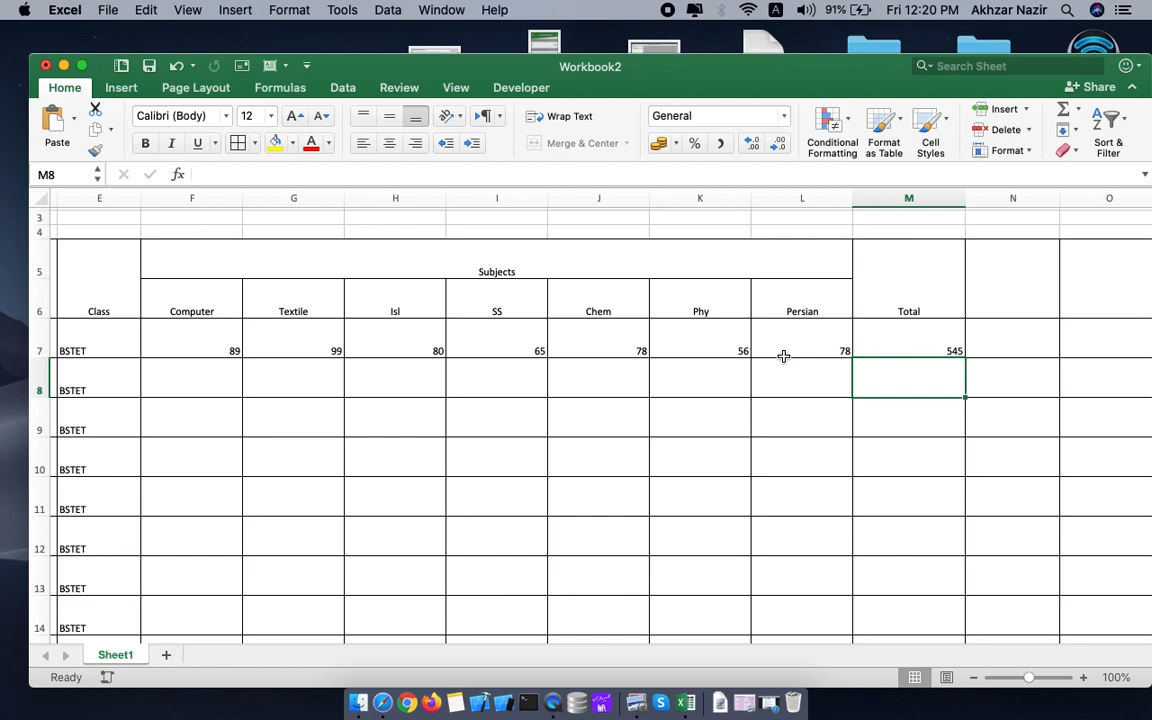 Excel File Edit View Insert Format Tools Data Window Help A 91% Fri 12:20 PM Akhzar Nazir
Workbook2
Search Sheet
Home Insert Page Layout Formulas Data Review View Developer Share
Paste Calibri (Body) 12 A A Wrap Text General Conditional Formatting Format as Table Cell Styles Insert Sort & Filter
B I U A Merge & Center % Delete
Format
M8 fx
E F G H I J K L M N O
3
4
5 Subjects
6 Class Computer Textile Isl SS Chem Phy Persian Total
7 BSTET 89 99 80 65 78 56 78 545
8 BSTET
9 BSTET
10 BSTET
11 BSTET
12 BSTET
13 BSTET
14 BSTET
Sheet1
Ready 100%